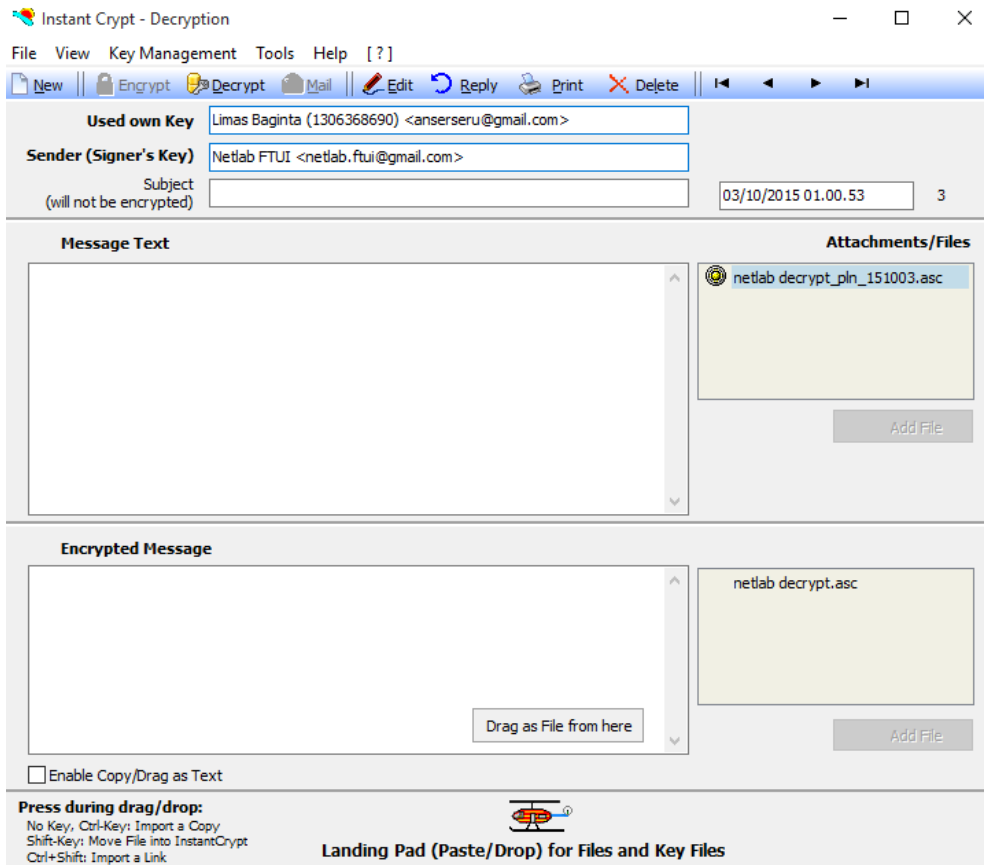 Instant Crypt - Decryption
File View Key Management Tools Help [ ? ]
New Encrypt Decrypt Mail Edit Reply Print Delete
Used own Key Limas Baginta (1306368690) <anserseru@gmail.com>
Sender (Signer's Key) Netlab FTUI <netlab.ftui@gmail.com>
Subject
(will not be encrypted)
03/10/2015 01.00.53 3
Message Text
Attachments/Files
netlab decrypt_pln_151003.asc
Add File
Encrypted Message
netlab decrypt.asc
Drag as File from here
Add File
Enable Copy/Drag as Text
Press during drag/drop:
No Key, Ctrl-Key: Import a Copy
Shift-Key: Move File into InstantCrypt
Ctrl+Shift: Import a Link
Landing Pad (Paste/Drop) for Files and Key Files